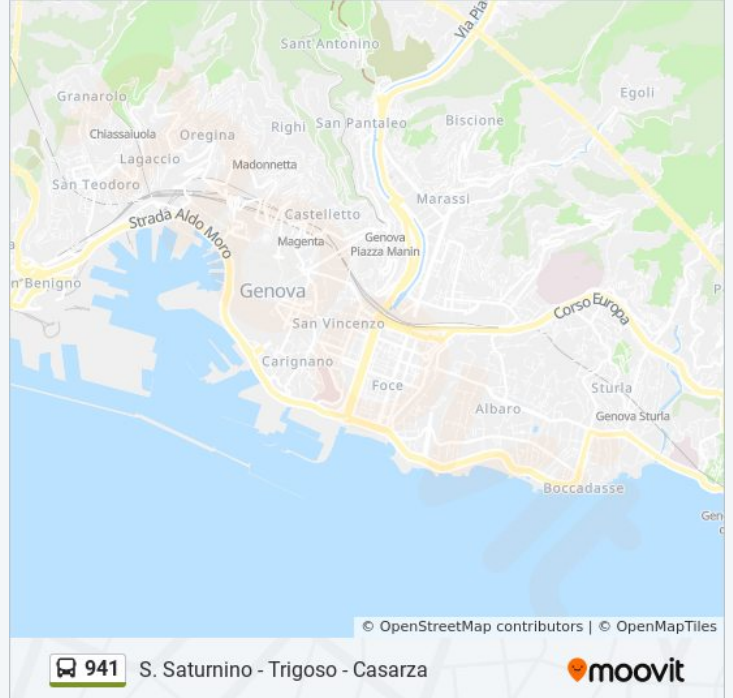 Via Pia
Sant'Antonino
Granarolo
Egoli
Chiassaiuola
Oregina
Righi
San Pantaleo
Biscione
Lagaccio
Madonnetta
San Teodoro
Marassi
Strada Aldo Moro
Castelletto
Magenta
Genova
Piazza Manin
a
n'Benigno
Genova
P
Corso Europa
San Vincenzo
Carignano
Foce
Sturla
Albaro
Genova Sturla
Boccadasse
Gen
c
© OpenStreetMap contributors | © OpenMapTiles
941 S. Saturnino - Trigoso - Casarza
moovit